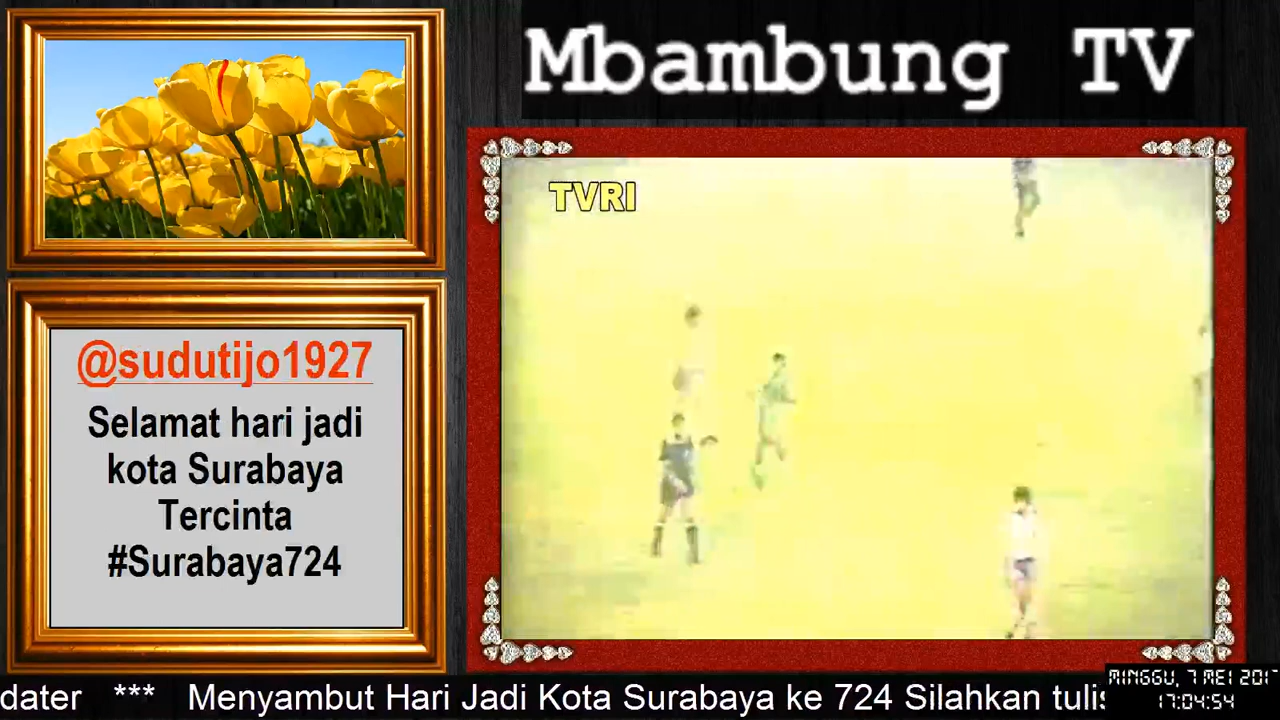 Mbambung TV
TVRI
@sudutijo1927
Selamat hari jadi
kota Surabaya
Tercinta
#Surabaya724
dater *** Menyambut Hari Jadi Kota Surabaya ke 724 Silahkan tulis
MINGGU, 7 MEI 2017
17:04:54